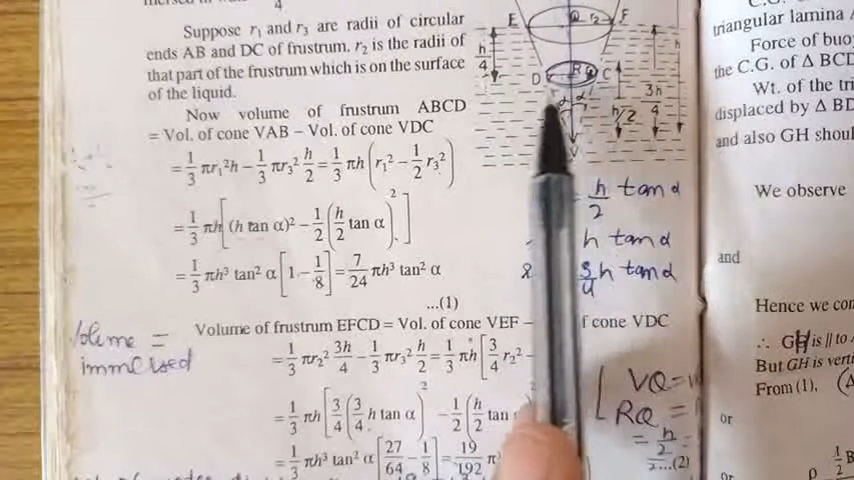 Suppose r₁ and r₃ are radii of circular
ends AB and DC of frustrum. r₂ is the radii of
that part of the frustrum which is on the surface
of the liquid.
Now volume of frustrum ABCD
= Vol. of cone VAB – Vol. of cone VDC
= 1/3 πr₁²h – 1/3 πr₃² h/2 = 1/3 πh (r₁² – 1/2 r₃²)
= 1/3 πh [(h tan α)² – 1/2 (h/2 tan α)²]
= 1/3 πh³ tan² α [1 – 1/8] = 7/24 πh³ tan² α
...(1)
Volume of frustrum EFCD = Vol. of cone VEF – f cone VDC
= 1/3 πr₂² 3h/4 – 1/3 πr₃² h/2 = 1/3 πh [3/4 r₂² –
= 1/3 πh [3/4 (3/4 h tan α)² – 1/2 (h/2 tan
= 1/3 πh³ tan² α [27/64 – 1/8] = 19/192 π
...(2)
Volume =
immersed
E Q r₂ F
h/4
D R C
α α
h/2
3h/4
h
V
= h/2 tan α
h tan α
3/4 h tan α
VQ =
RQ =
= h/2
triangular lamina
Force of buo
the C.G. of Δ BCD
Wt. of the tri
displaced by Δ BD
and also GH shoul
We observe
and
Hence we con
∴ GH is || to
But GH is verti
From (1),
or
or